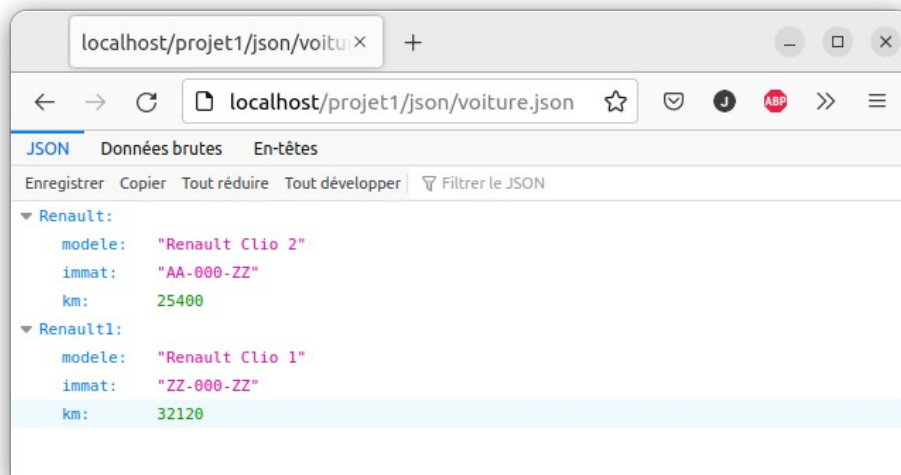 localhost/projet1/json/voitu
localhost/projet1/json/voiture.json
J
ABP
JSON Données brutes En-têtes
Enregistrer Copier Tout réduire Tout développer Filtrer le JSON
Renault:
modele: "Renault Clio 2"
immat: "AA-000-ZZ"
km: 25400
Renault1:
modele: "Renault Clio 1"
immat: "ZZ-000-ZZ"
km: 32120